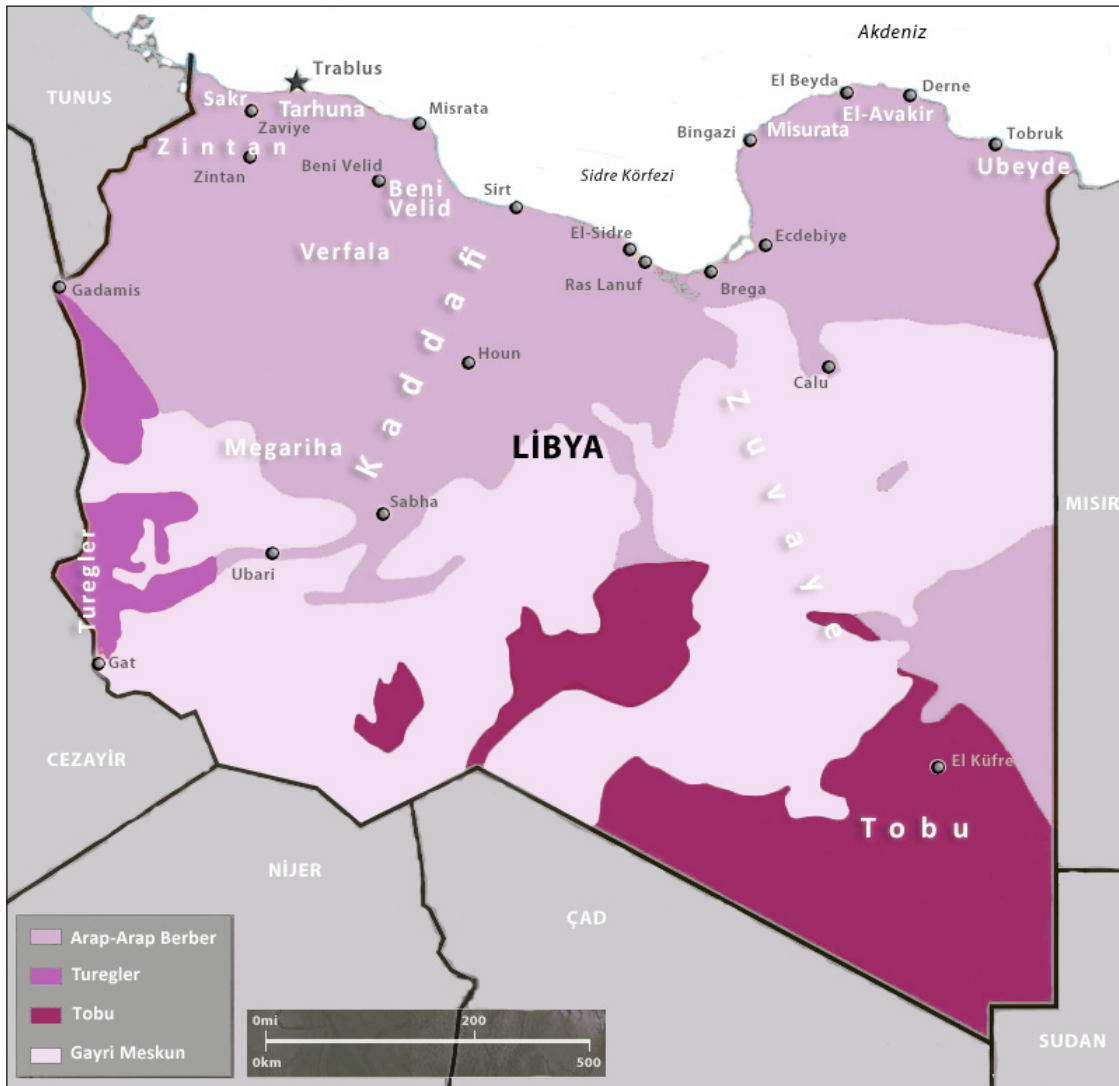 Akdeniz
TUNUS
Trablus
Sakr
Tarhuna
Zaviye
Misrata
Zintan
Zintan
Beni Velid
Beni
Velid
Sirt
Verfala
Kaddafi
Sidre Körfezi
El Beyda
Derne
El-Avakir
Bingazi
Misurata
Tobruk
Ubeyde
El-Sidre
Ras Lanuf
Ecdebiye
Brega
Gadamis
Houn
Calu
Zuvvaye
Megariha
LİBYA
Sabha
MISIR
Ubari
Turegler
Gat
CEZAYİR
El Küfre
Tobu
NİJER
ÇAD
SUDAN
Arap-Arap Berber
Turegler
Tobu
Gayri Meskun
0mi 200
0km 500